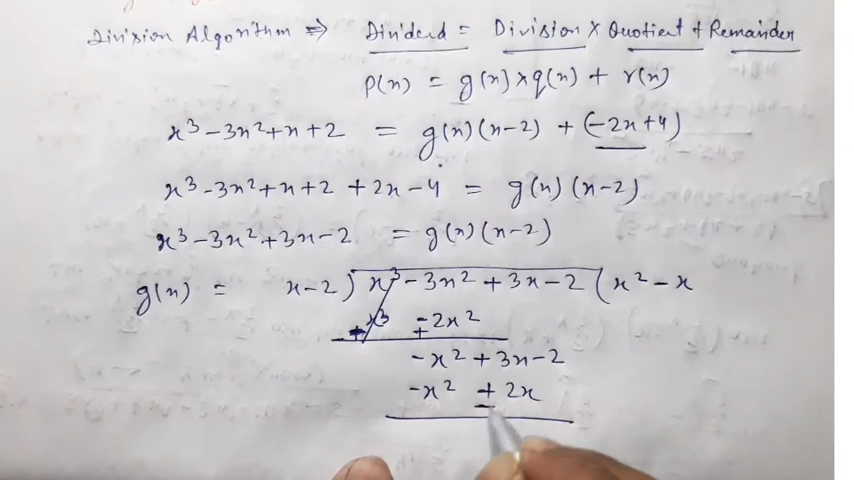 Division Algorithm ⇒ Dividend = Division × Quotient + Remainder
P(x) = g(x) × q(x) + r(x)
x³ - 3x² + x + 2 = g(x) (x-2) + (-2x+4)
x³ - 3x² + x + 2 + 2x - 4 = g(x) (x-2)
x³ - 3x² + 3x - 2 = g(x) (x-2)
g(x) = x-2 ) x³ - 3x² + 3x - 2 ( x² - x
x³ - 2x²
- +
-x² + 3x - 2
-x² + 2x
-